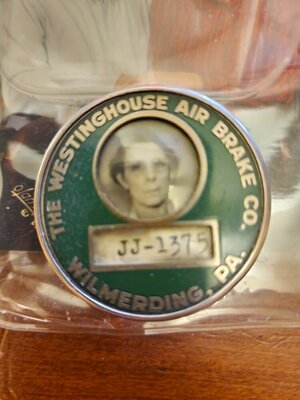 THE WESTINGHOUSE AIR BRAKE CO.
JJ-1375
WILMERDING, PA.